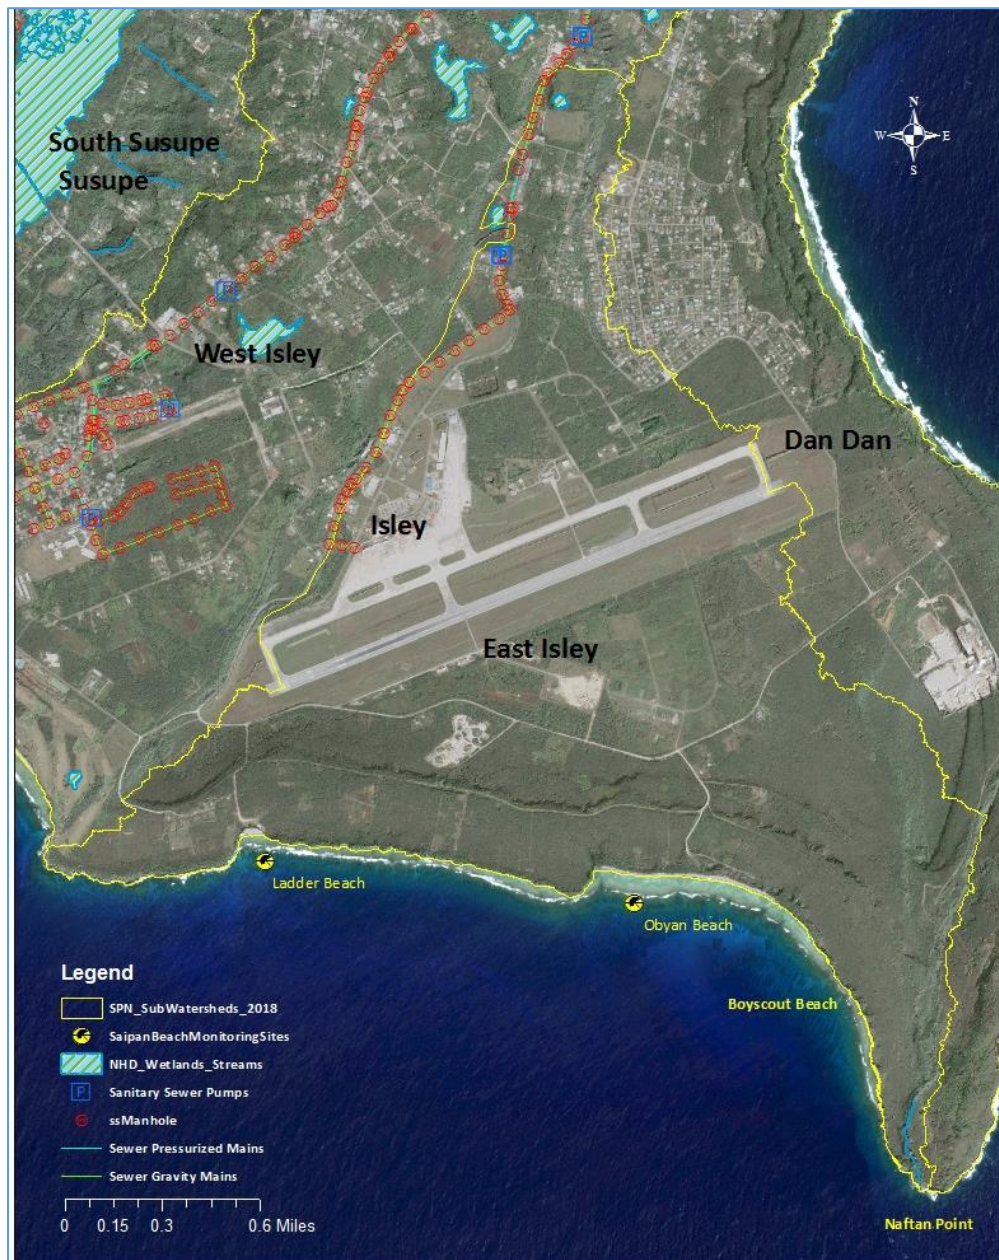 N
W E
S
South Susupe
Susupe
West Isley
Dan Dan
Isley
East Isley
Ladder Beach
Obyan Beach
Boyscout Beach
Naftan Point
Legend
SPN_SubWatersheds_2018
SaipanBeachMonitoringSites
NHD_Wetlands_Streams
P Sanitary Sewer Pumps
ssManhole
Sewer Pressurized Mains
Sewer Gravity Mains
0 0.15 0.3 0.6 Miles